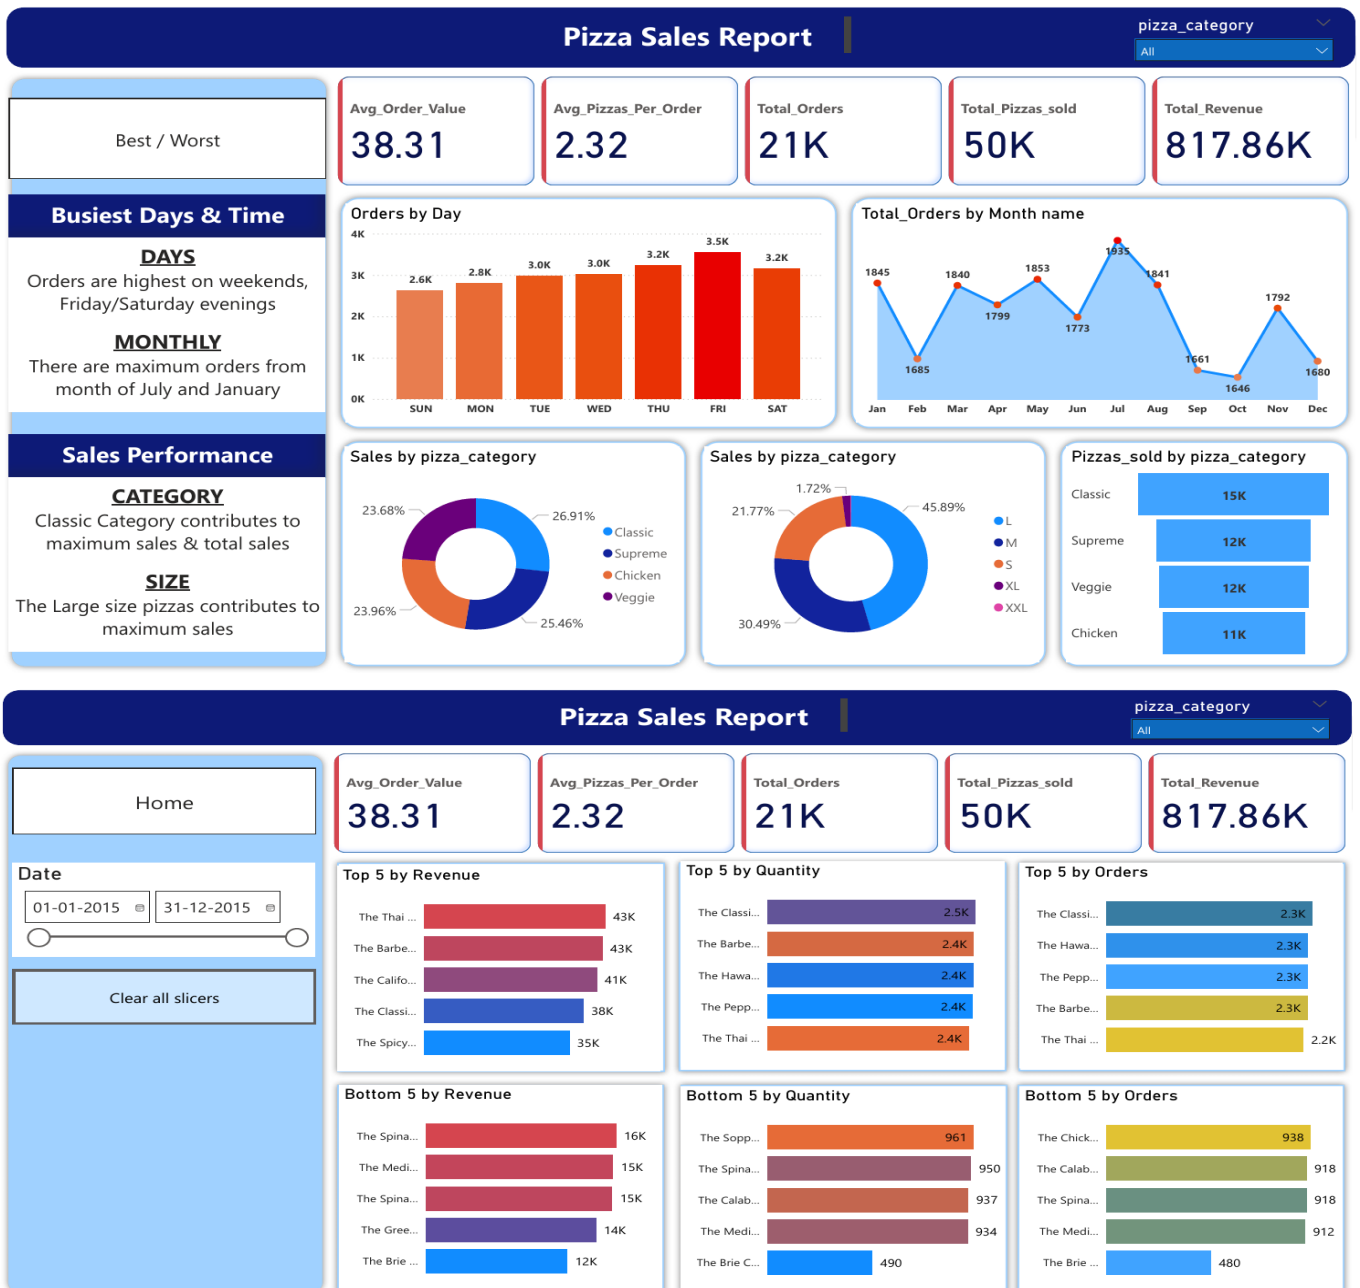 Pizza Sales Report
pizza_category
All
Best / Worst
Avg_Order_Value
38.31
Avg_Pizzas_Per_Order
2.32
Total_Orders
21K
Total_Pizzas_sold
50K
Total_Revenue
817.86K
Busiest Days & Time
DAYS
Orders are highest on weekends,
Friday/Saturday evenings
MONTHLY
There are maximum orders from
month of July and January
Sales Performance
CATEGORY
Classic Category contributes to
maximum sales & total sales
SIZE
The Large size pizzas contributes to
maximum sales
Orders by Day
4K
3K
2K
1K
0K
2.6K
2.8K
3.0K
3.0K
3.2K
3.5K
3.2K
SUN MON TUE WED THU FRI SAT
Total_Orders by Month name
1845
1685
1840
1799
1853
1773
1935
1841
1661
1646
1792
1680
Jan Feb Mar Apr May Jun Jul Aug Sep Oct Nov Dec
Sales by pizza_category
23.68%
26.91%
23.96%
25.46%
Classic
Supreme
Chicken
Veggie
Sales by pizza_category
1.72%
21.77%
45.89%
30.49%
L
M
S
XL
XXL
Pizzas_sold by pizza_category
Classic 15K
Supreme 12K
Veggie 12K
Chicken 11K
Pizza Sales Report
pizza_category
All
Home
Date
01-01-2015 31-12-2015
Clear all slicers
Avg_Order_Value
38.31
Avg_Pizzas_Per_Order
2.32
Total_Orders
21K
Total_Pizzas_sold
50K
Total_Revenue
817.86K
Top 5 by Revenue
The Thai ... 43K
The Barbe... 43K
The Califo... 41K
The Classi... 38K
The Spicy... 35K
Top 5 by Quantity
The Classi... 2.5K
The Barbe... 2.4K
The Hawa... 2.4K
The Pepp... 2.4K
The Thai ... 2.4K
Top 5 by Orders
The Classi... 2.3K
The Hawa... 2.3K
The Pepp... 2.3K
The Barbe... 2.3K
The Thai ... 2.2K
Bottom 5 by Revenue
The Spina... 16K
The Medi... 15K
The Spina... 15K
The Gree... 14K
The Brie ... 12K
Bottom 5 by Quantity
The Sopp... 961
The Spina... 950
The Calab... 937
The Medi... 934
The Brie C... 490
Bottom 5 by Orders
The Chick... 938
The Calab... 918
The Spina... 918
The Medi... 912
The Brie ... 480